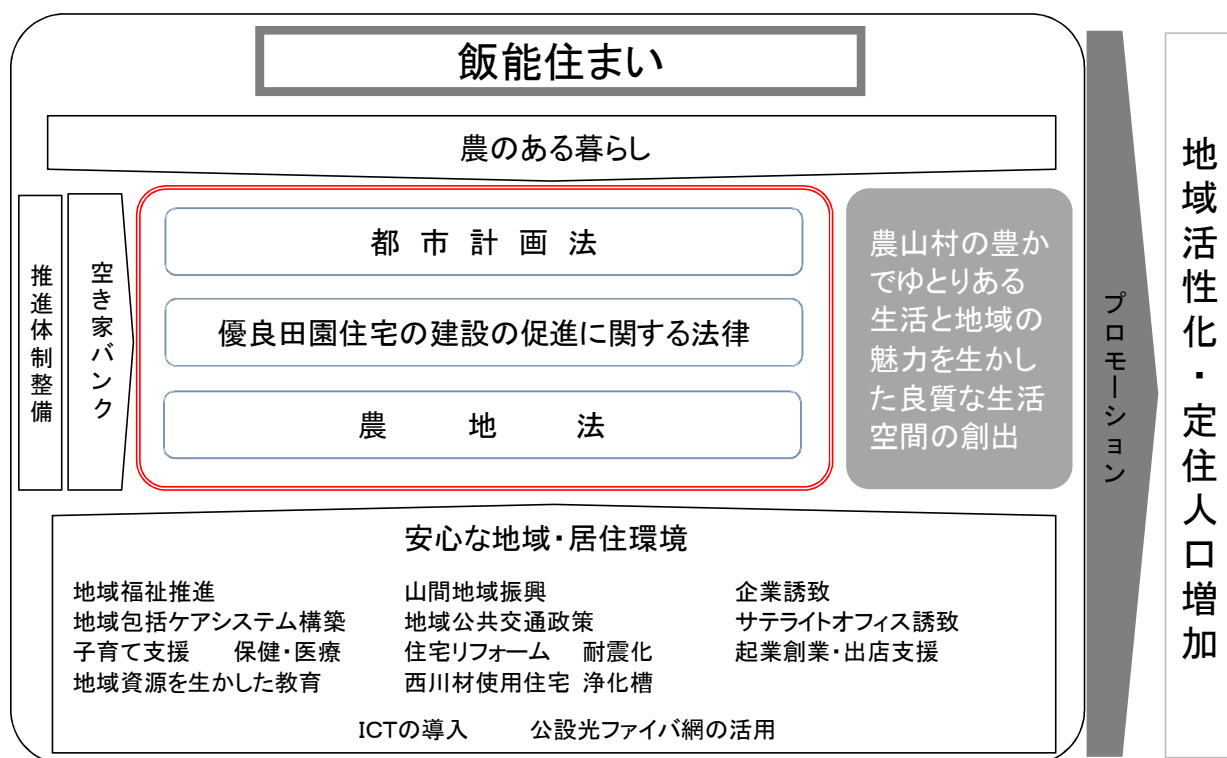 飯能住まい
農のある暮らし
推進体制整備
空き家バンク
都市計画法
優良田園住宅の建設の促進に関する法律
農地法
農山村の豊か
でゆとりある
生活と地域の
魅力を生かし
た良質な生活
空間の創出
プロモーション
地域活性化・定住人口増加
安心な地域・居住環境
地域福祉推進
地域包括ケアシステム構築
子育て支援 保健・医療
地域資源を生かした教育
山間地域振興
地域公共交通政策
住宅リフォーム 耐震化
西川材使用住宅 浄化槽
企業誘致
サテライトオフィス誘致
起業創業・出店支援
ICTの導入 公設光ファイバ網の活用